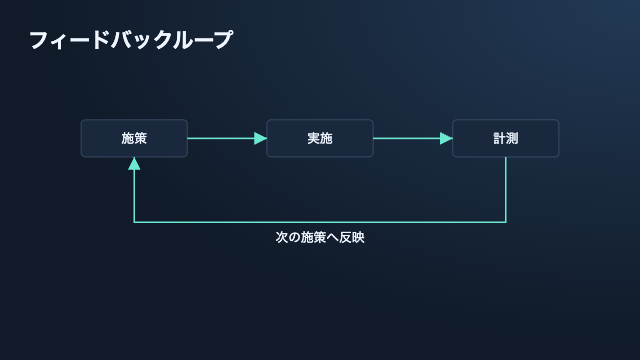 フィードバックループ
施策
実施
計測
次の施策へ反映